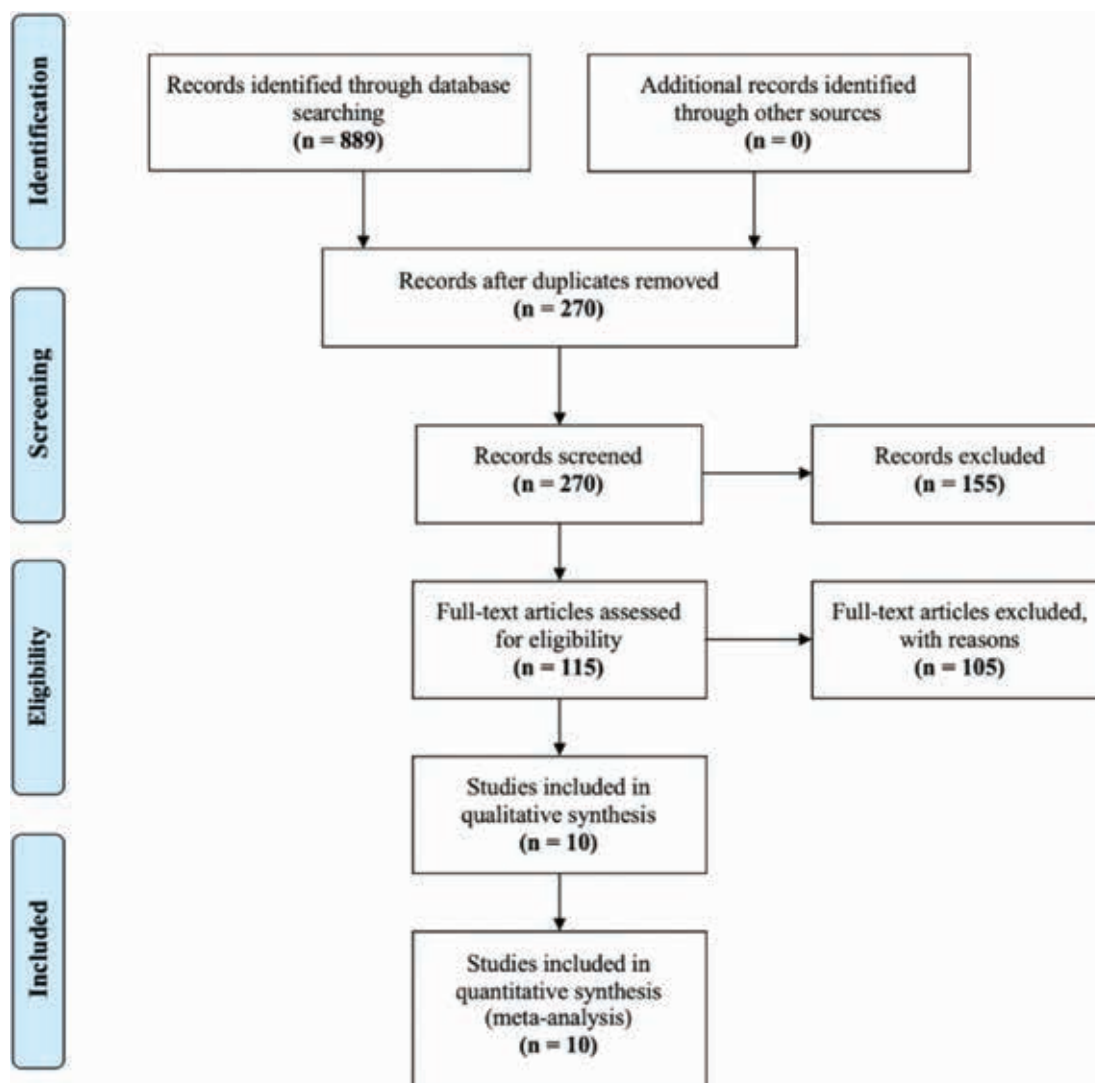 Identification
Records identified through database
searching
(n = 889)
Additional records identified
through other sources
(n = 0)
Records after duplicates removed
(n = 270)
Screening
Records screened
(n = 270)
Records excluded
(n = 155)
Eligibility
Full-text articles assessed
for eligibility
(n = 115)
Full-text articles excluded,
with reasons
(n = 105)
Studies included in
qualitative synthesis
(n = 10)
Included
Studies included in
quantitative synthesis
(meta-analysis)
(n = 10)